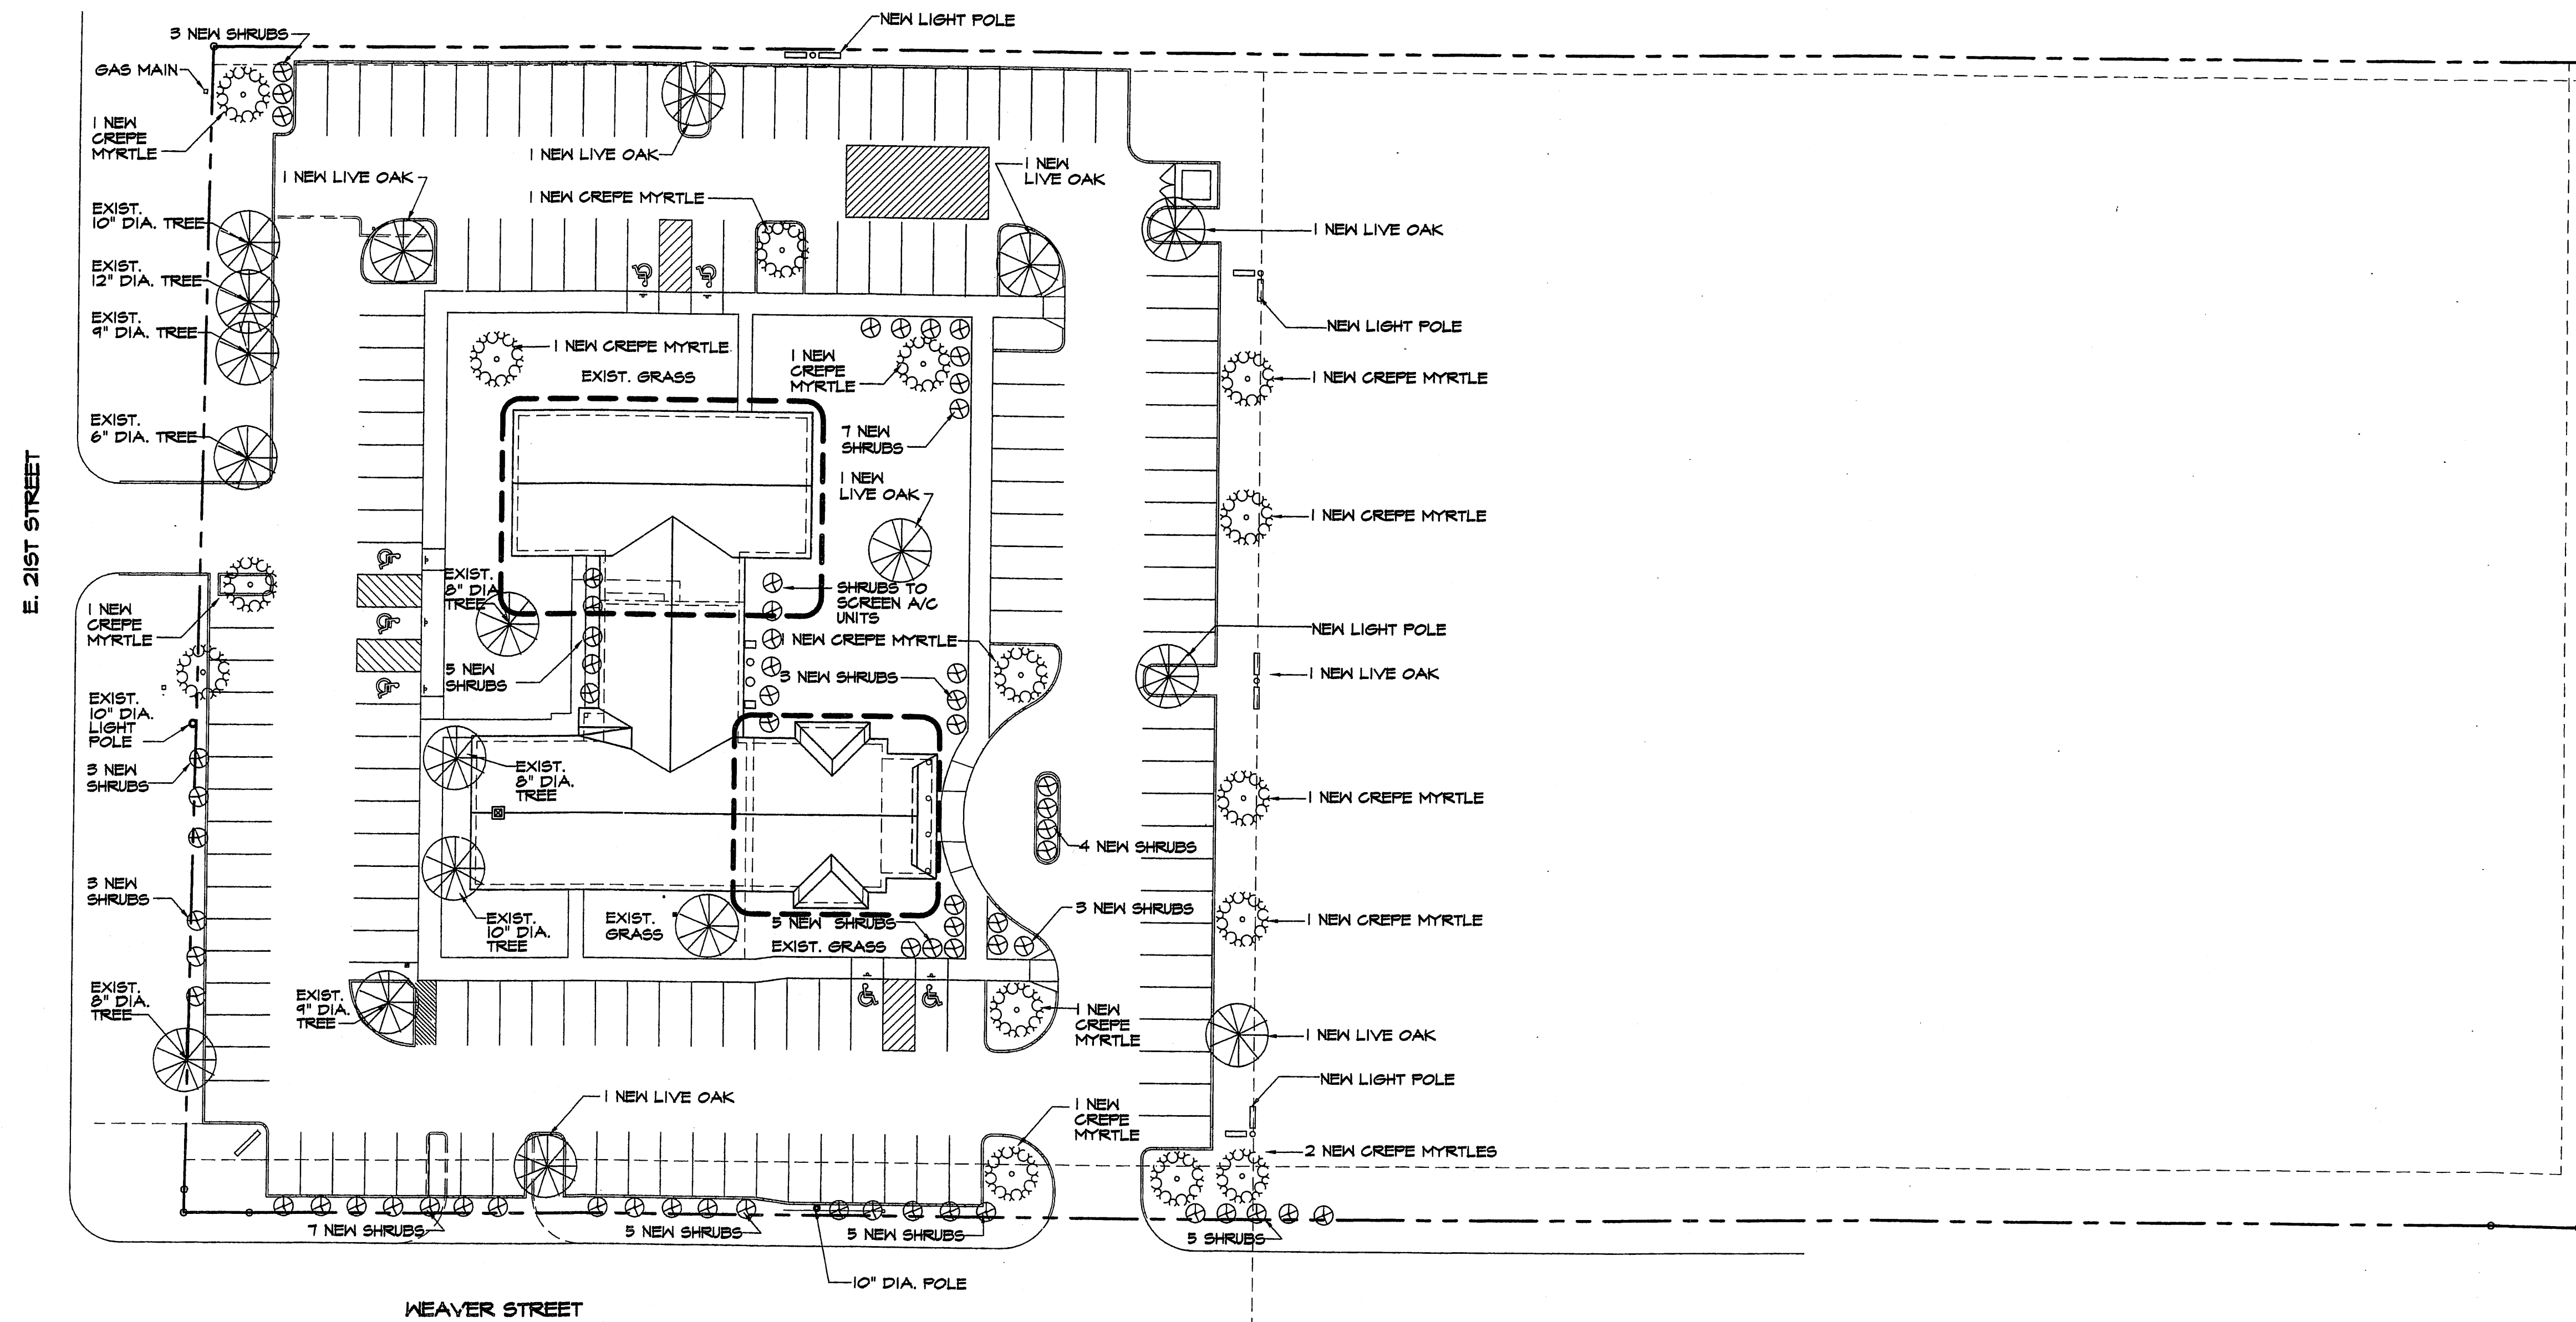 NEW LIGHT POLE
3 NEW SHRUBS
GAS MAIN
1 NEW
CREPE
MYRTLE
1 NEW LIVE OAK
1 NEW
LIVE OAK
1 NEW LIVE OAK
1 NEW CREPE MYRTLE
EXIST.
10" DIA. TREE
1 NEW LIVE OAK
EXIST.
12" DIA. TREE
EXIST.
9" DIA. TREE
NEW LIGHT POLE
1 NEW CREPE MYRTLE
1 NEW
CREPE
MYRTLE
EXIST. GRASS
1 NEW CREPE MYRTLE
EXIST.
6" DIA. TREE
7 NEW
SHRUBS
1 NEW
LIVE OAK
1 NEW CREPE MYRTLE
E. 21ST STREET
EXIST.
8" DIA.
TREE
SHRUBS TO
SCREEN A/C
UNITS
1 NEW
CREPE
MYRTLE
NEW LIGHT POLE
1 NEW CREPE MYRTLE
5 NEW
SHRUBS
3 NEW SHRUBS
1 NEW LIVE OAK
EXIST.
10" DIA.
LIGHT
POLE
3 NEW
SHRUBS
EXIST.
8" DIA.
TREE
1 NEW CREPE MYRTLE
4 NEW SHRUBS
3 NEW
SHRUBS
EXIST.
10" DIA.
TREE
EXIST.
GRASS
5 NEW SHRUBS
EXIST. GRASS
3 NEW SHRUBS
1 NEW CREPE MYRTLE
EXIST.
8" DIA.
TREE
EXIST.
9" DIA.
TREE
1 NEW
CREPE
MYRTLE
1 NEW LIVE OAK
NEW LIGHT POLE
1 NEW LIVE OAK
1 NEW
CREPE
MYRTLE
2 NEW CREPE MYRTLES
7 NEW SHRUBS
5 NEW SHRUBS
5 NEW SHRUBS
5 SHRUBS
10" DIA. POLE
WEAVER STREET